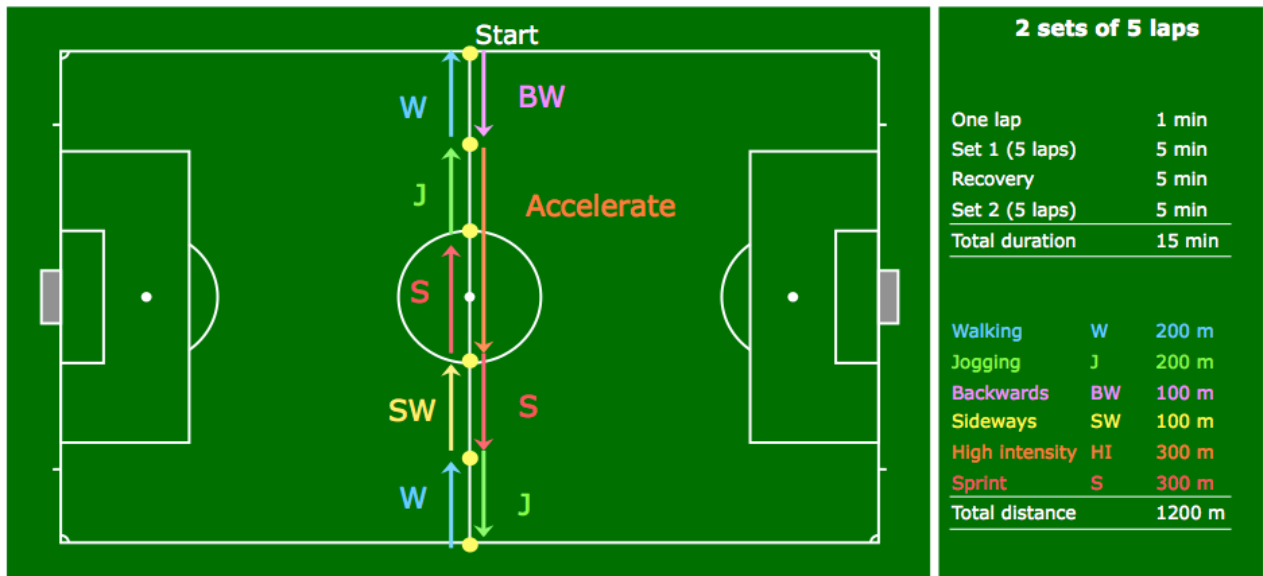 Start
W
BW
J
Accelerate
S
SW
S
W
J
2 sets of 5 laps
One lap 1 min
Set 1 (5 laps) 5 min
Recovery 5 min
Set 2 (5 laps) 5 min
Total duration 15 min
Walking W 200 m
Jogging J 200 m
Backwards BW 100 m
Sideways SW 100 m
High intensity HI 300 m
Sprint S 300 m
Total distance 1200 m